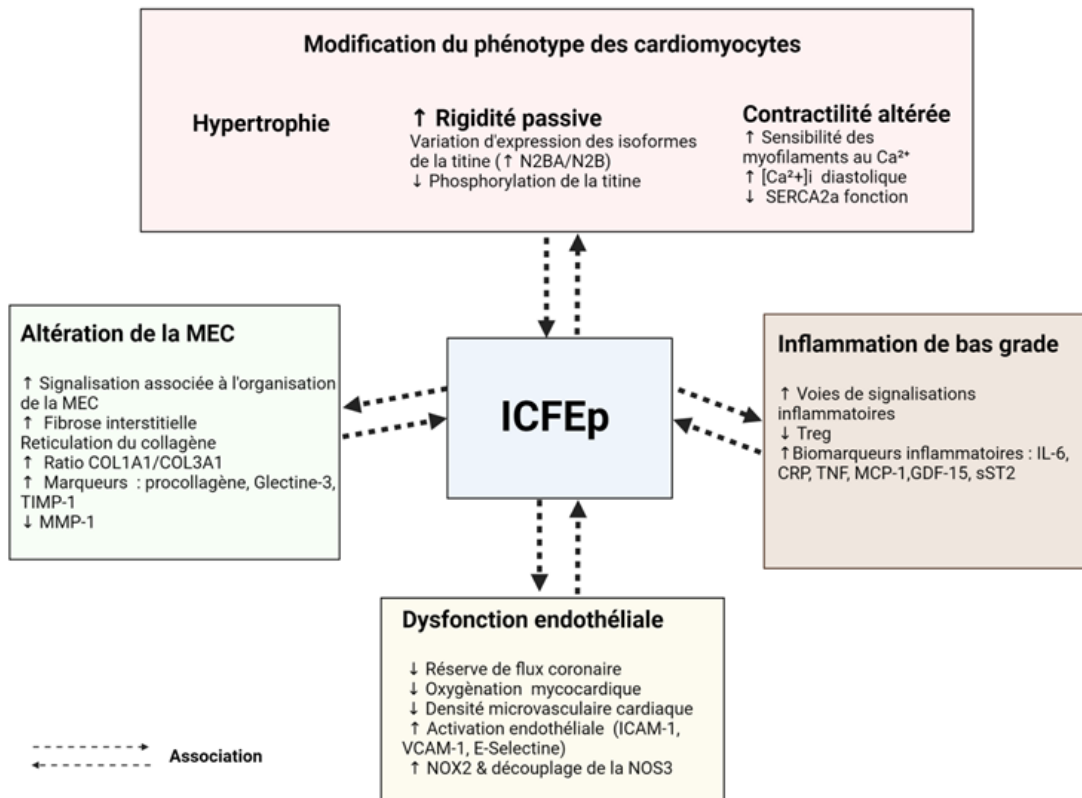 Modification du phénotype des cardiomyocytes
Hypertrophie
↑ Rigidité passive
Variation d'expression des isoformes
de la titine (↑ N2BA/N2B)
↓ Phosphorylation de la titine
Contractilité altérée
↑ Sensibilité des
myofilaments au Ca²⁺
↑ [Ca²+]i diastolique
↓ SERCA2a fonction
Altération de la MEC
↑ Signalisation associée à l'organisation
de la MEC
↑ Fibrose interstitielle
Reticulation du collagène
↑ Ratio COL1A1/COL3A1
↑ Marqueurs : procollagène, Glectine-3,
TIMP-1
↓ MMP-1
ICFEp
Inflammation de bas grade
↑ Voies de signalisations
inflammatoires
↓ Treg
↑Biomarqueurs inflammatoires : IL-6,
CRP, TNF, MCP-1,GDF-15, sST2
Dysfonction endothéliale
↓ Réserve de flux coronaire
↓ Oxygènation mycocardique
↓ Densité microvasculaire cardiaque
↑ Activation endothéliale (ICAM-1,
VCAM-1, E-Selectine)
↑ NOX2 & découplage de la NOS3
Association